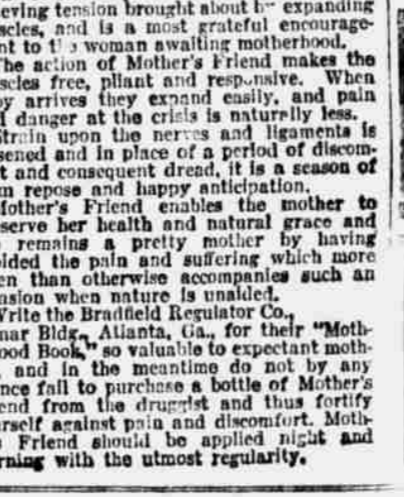 eving tension brought about by expanding
scles, and is a most grateful encourage-
nt to the woman awaiting motherhood.
The action of Mother's Friend makes the
scles free, pliant and responsive. When
by arrives they expand easily, and pain
d danger at the crisis is naturally less.
Strain upon the nerves and ligaments is
sened and in place of a period of discom-
t and consequent dread, it is a season of
m repose and happy anticipation.
Mother's Friend enables the mother to
serve her health and natural grace and
remains a pretty mother by having
ided the pain and suffering which more
en than otherwise accompanies such an
asion when nature is unaided.
Write the Bradfield Regulator Co.,
mar Bldg., Atlanta, Ga., for their "Moth-
ood Book," so valuable to expectant moth-
, and in the meantime do not by any
nce fail to purchase a bottle of Mother's
end from the druggist and thus fortify
rself against pain and discomfort. Moth-
s Friend should be applied night and
rning with the utmost regularity.